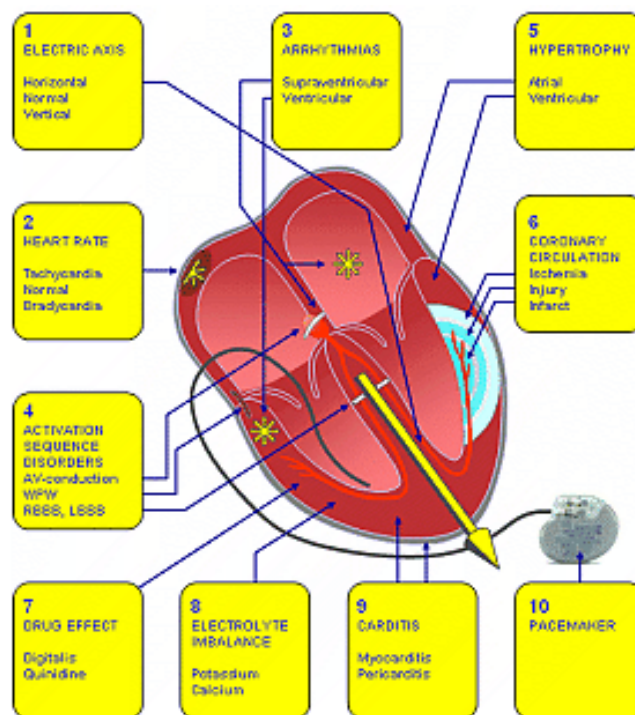 1
ELECTRIC AXIS
Horizontal
Normal
Vertical
3
ARRHYTHMIAS
Supraventricular
Ventricular
5
HYPERTROPHY
Atrial
Ventricular
2
HEART RATE
Tachycardia
Normal
Bradycardia
6
CORONARY
CIRCULATION
Ischemia
Injury
Infarct
4
ACTIVATION
SEQUENCE
DISORDERS
AV-conduction
WPW
RBBB, LBBB
7
DRUG EFFECT
Digitalis
Quinidine
8
ELECTROLYTE
IMBALANCE
Potassium
Calcium
9
CARDITIS
Myocarditis
Pericarditis
10
PACEMAKER